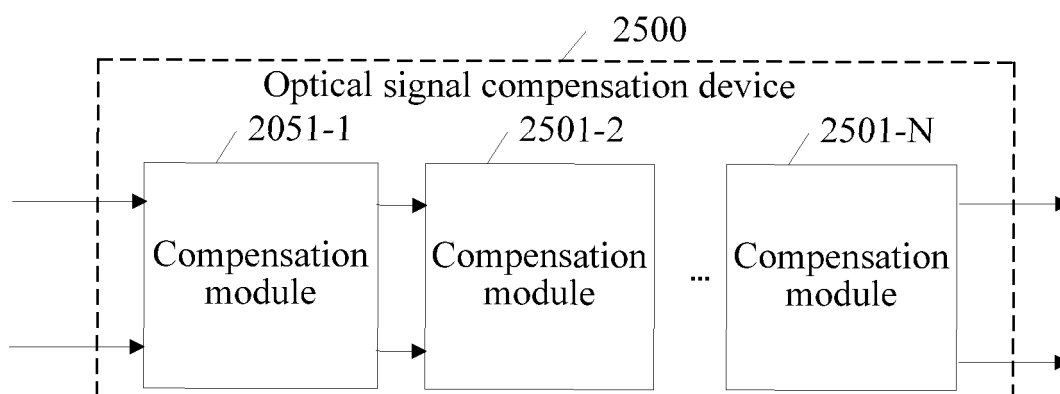 2500
Optical signal compensation device
2051-1
2501-2
2501-N
Compensation
module
Compensation
module
...
Compensation
module